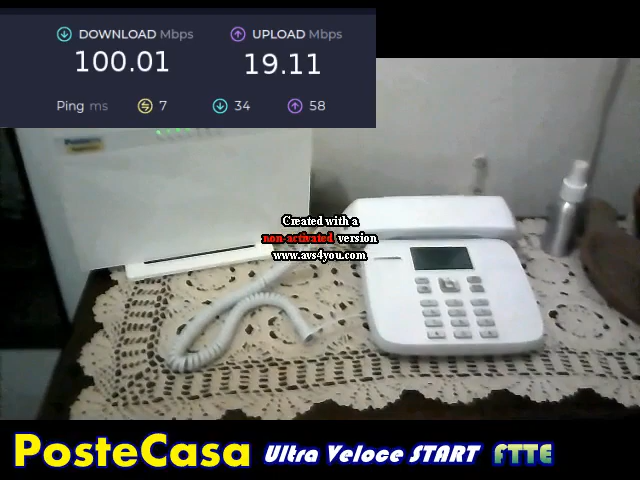 DOWNLOAD Mbps
100.01
UPLOAD Mbps
19.11
Ping ms 7 34 58
Created with a
non-activated version
www.avs4you.com
PosteCasa Ultra Veloce START FTTE